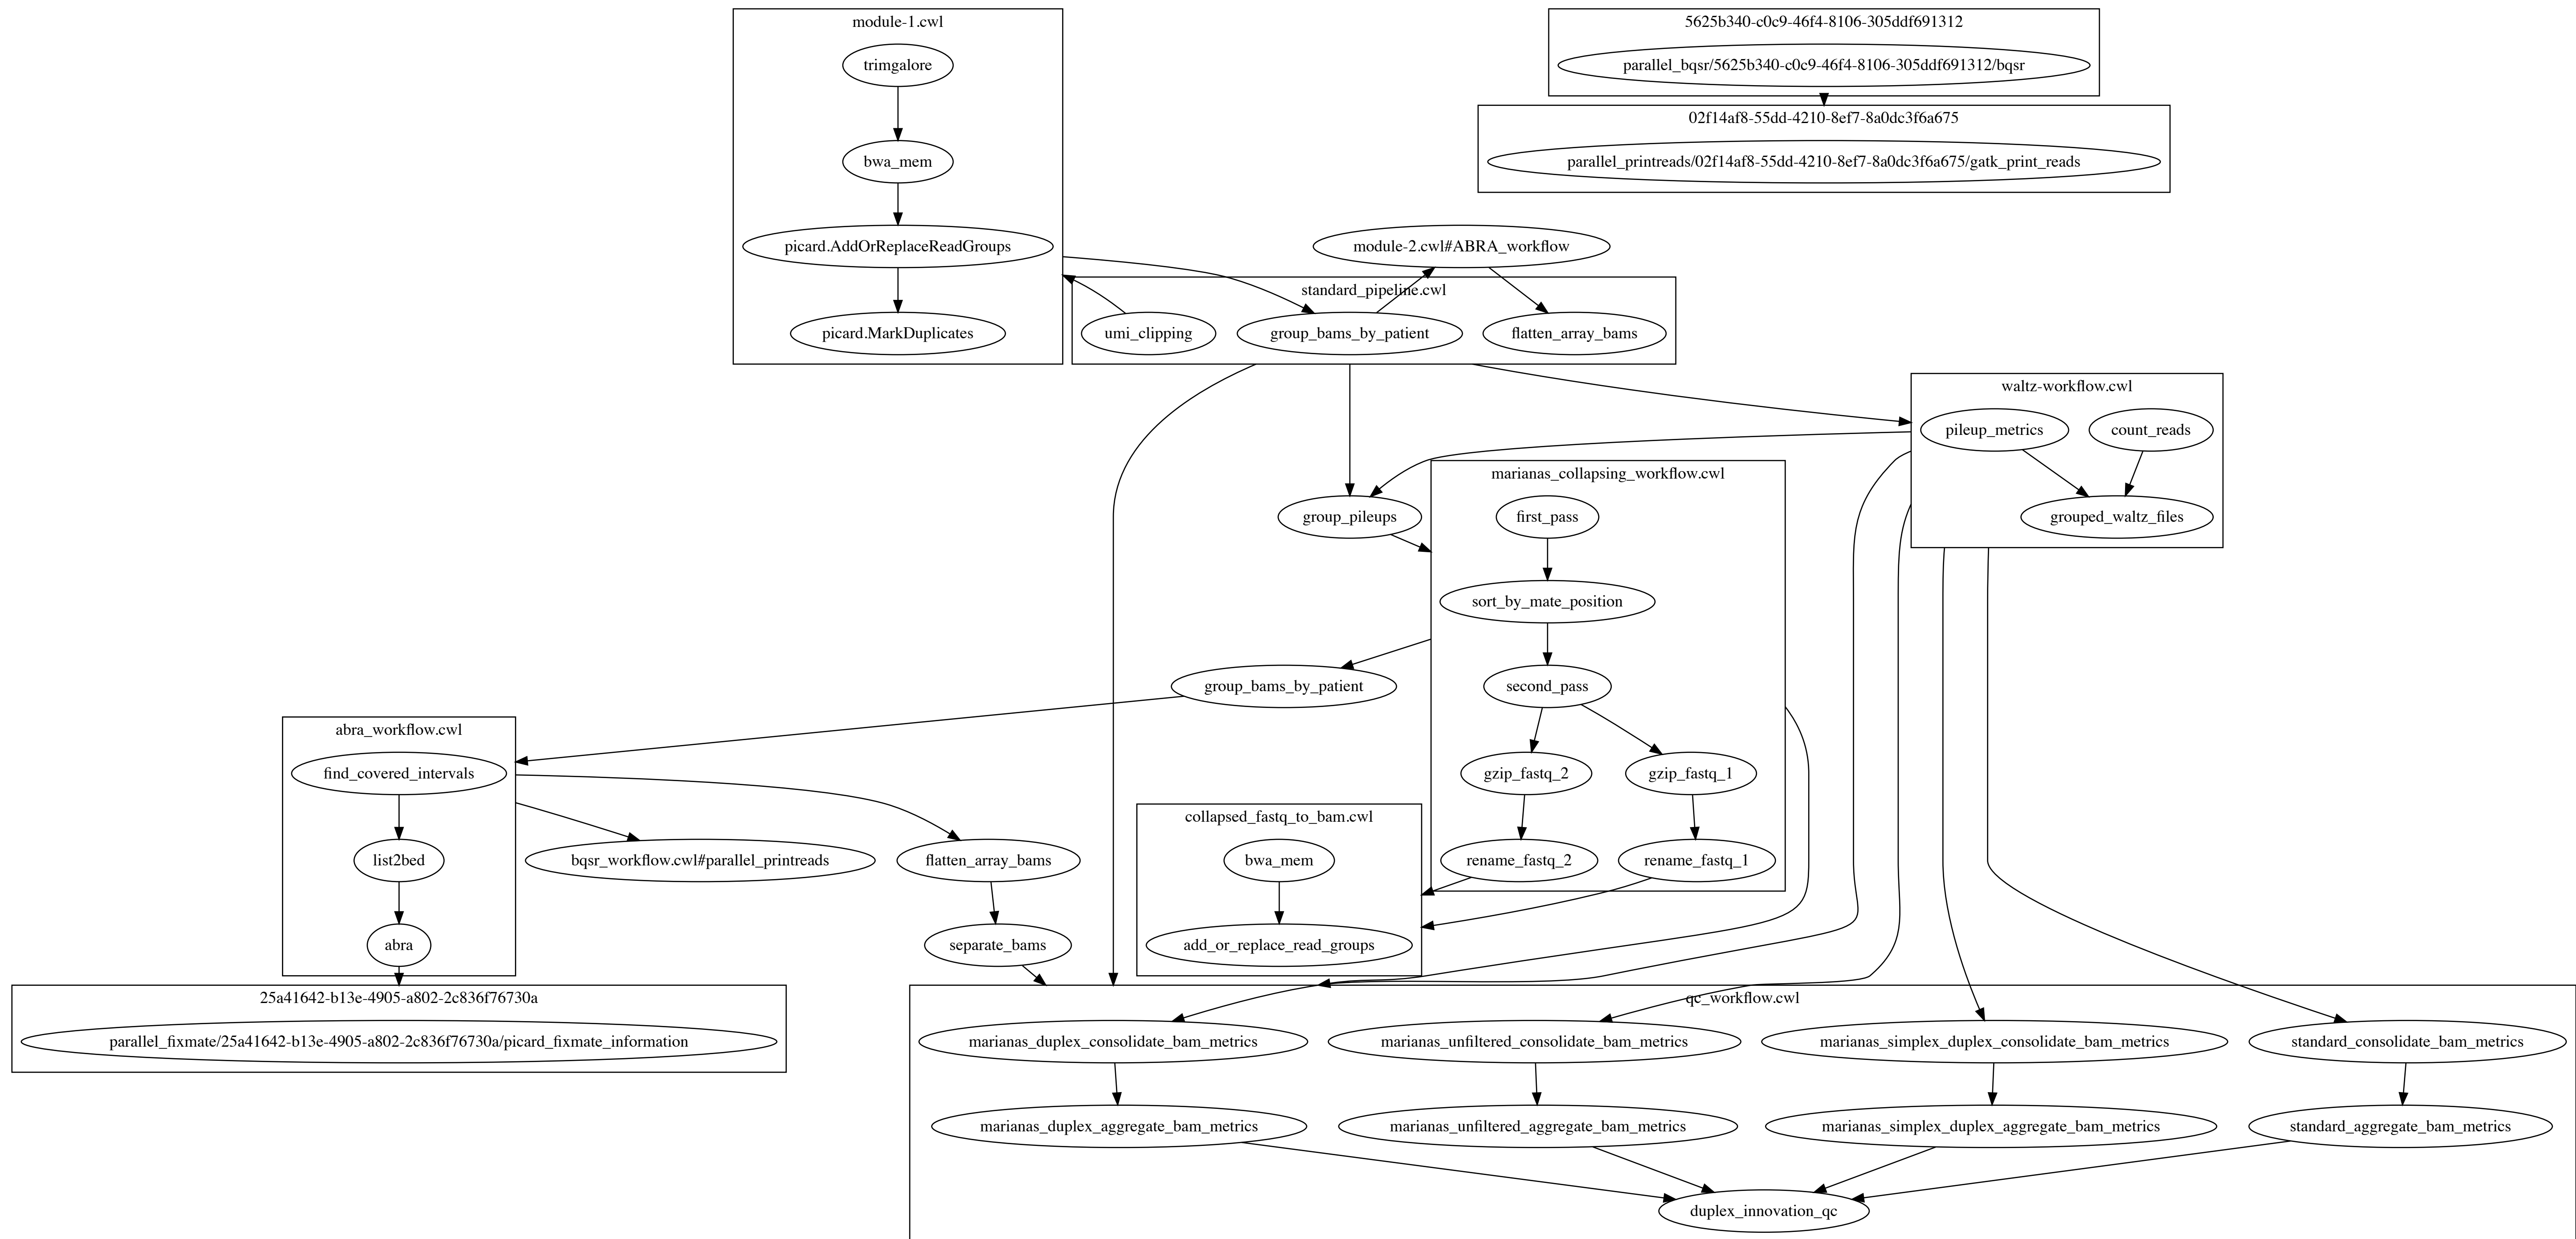 module-1.cwl
trimgalore
bwa_mem
picard.AddOrReplaceReadGroups
picard.MarkDuplicates
5625b340-c0c9-46f4-8106-305ddf691312
parallel_bqsr/5625b340-c0c9-46f4-8106-305ddf691312/bqsr
02f14af8-55dd-4210-8ef7-8a0dc3f6a675
parallel_printreads/02f14af8-55dd-4210-8ef7-8a0dc3f6a675/gatk_print_reads
module-2.cwl#ABRA_workflow
standard_pipeline.cwl
umi_clipping
group_bams_by_patient
flatten_array_bams
waltz-workflow.cwl
pileup_metrics
count_reads
grouped_waltz_files
group_pileups
marianas_collapsing_workflow.cwl
first_pass
sort_by_mate_position
second_pass
gzip_fastq_2
gzip_fastq_1
rename_fastq_2
rename_fastq_1
group_bams_by_patient
abra_workflow.cwl
find_covered_intervals
list2bed
abra
bqsr_workflow.cwl#parallel_printreads
flatten_array_bams
separate_bams
collapsed_fastq_to_bam.cwl
bwa_mem
add_or_replace_read_groups
25a41642-b13e-4905-a802-2c836f76730a
parallel_fixmate/25a41642-b13e-4905-a802-2c836f76730a/picard_fixmate_information
qc_workflow.cwl
marianas_duplex_consolidate_bam_metrics
marianas_unfiltered_consolidate_bam_metrics
marianas_simplex_duplex_consolidate_bam_metrics
standard_consolidate_bam_metrics
marianas_duplex_aggregate_bam_metrics
marianas_unfiltered_aggregate_bam_metrics
marianas_simplex_duplex_aggregate_bam_metrics
standard_aggregate_bam_metrics
duplex_innovation_qc